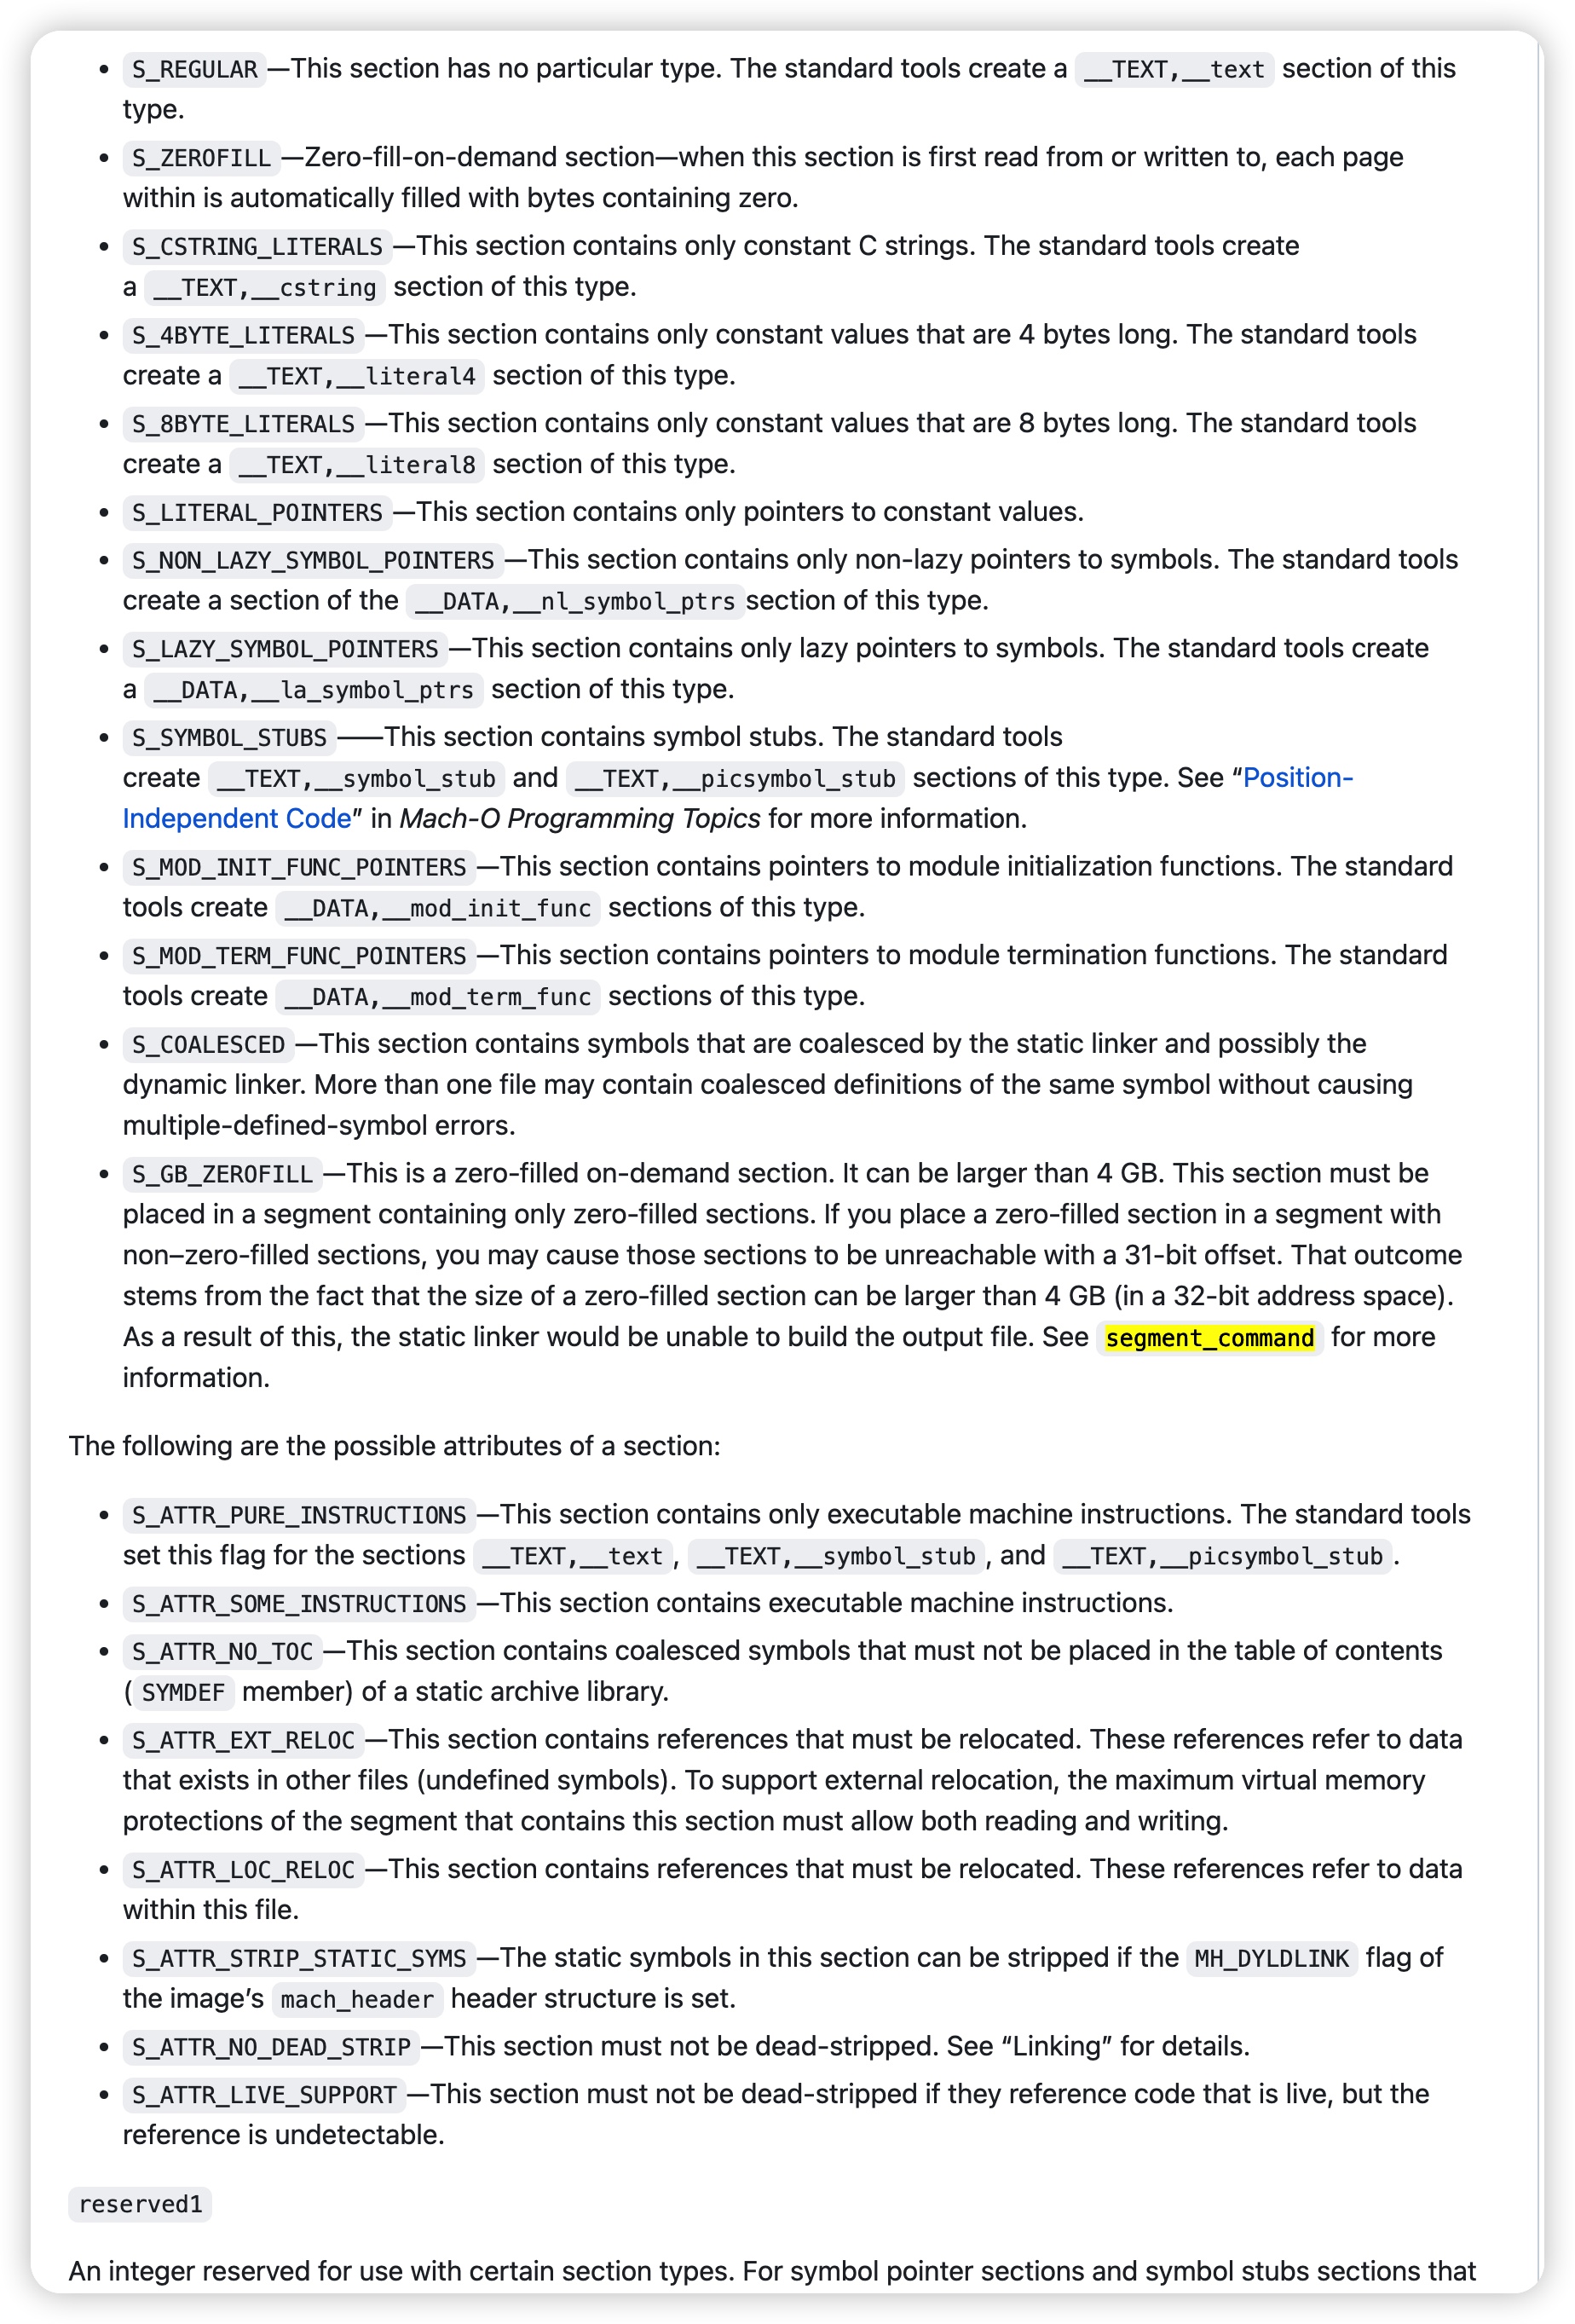 • S_REGULAR—This section has no particular type. The standard tools create a __TEXT,__text section of this
type.
• S_ZEROFILL—Zero-fill-on-demand section—when this section is first read from or written to, each page
within is automatically filled with bytes containing zero.
• S_CSTRING_LITERALS—This section contains only constant C strings. The standard tools create
a __TEXT,__cstring section of this type.
• S_4BYTE_LITERALS—This section contains only constant values that are 4 bytes long. The standard tools
create a __TEXT,__literal4 section of this type.
• S_8BYTE_LITERALS—This section contains only constant values that are 8 bytes long. The standard tools
create a __TEXT,__literal8 section of this type.
• S_LITERAL_POINTERS—This section contains only pointers to constant values.
• S_NON_LAZY_SYMBOL_POINTERS—This section contains only non-lazy pointers to symbols. The standard tools
create a section of the __DATA,__nl_symbol_ptrs section of this type.
• S_LAZY_SYMBOL_POINTERS—This section contains only lazy pointers to symbols. The standard tools create
a __DATA,__la_symbol_ptrs section of this type.
• S_SYMBOL_STUBS——This section contains symbol stubs. The standard tools
create __TEXT,__symbol_stub and __TEXT,__picsymbol_stub sections of this type. See “Position-
Independent Code” in Mach-O Programming Topics for more information.
• S_MOD_INIT_FUNC_POINTERS—This section contains pointers to module initialization functions. The standard
tools create __DATA,__mod_init_func sections of this type.
• S_MOD_TERM_FUNC_POINTERS—This section contains pointers to module termination functions. The standard
tools create __DATA,__mod_term_func sections of this type.
• S_COALESCED—This section contains symbols that are coalesced by the static linker and possibly the
dynamic linker. More than one file may contain coalesced definitions of the same symbol without causing
multiple-defined-symbol errors.
• S_GB_ZEROFILL—This is a zero-filled on-demand section. It can be larger than 4 GB. This section must be
placed in a segment containing only zero-filled sections. If you place a zero-filled section in a segment with
non–zero-filled sections, you may cause those sections to be unreachable with a 31-bit offset. That outcome
stems from the fact that the size of a zero-filled section can be larger than 4 GB (in a 32-bit address space).
As a result of this, the static linker would be unable to build the output file. See segment_command for more
information.
The following are the possible attributes of a section:
• S_ATTR_PURE_INSTRUCTIONS—This section contains only executable machine instructions. The standard tools
set this flag for the sections __TEXT,__text, __TEXT,__symbol_stub, and __TEXT,__picsymbol_stub.
• S_ATTR_SOME_INSTRUCTIONS—This section contains executable machine instructions.
• S_ATTR_NO_TOC—This section contains coalesced symbols that must not be placed in the table of contents
(SYMDEF member) of a static archive library.
• S_ATTR_EXT_RELOC—This section contains references that must be relocated. These references refer to data
that exists in other files (undefined symbols). To support external relocation, the maximum virtual memory
protections of the segment that contains this section must allow both reading and writing.
• S_ATTR_LOC_RELOC—This section contains references that must be relocated. These references refer to data
within this file.
• S_ATTR_STRIP_STATIC_SYMS—The static symbols in this section can be stripped if the MH_DYLDLINK flag of
the image’s mach_header header structure is set.
• S_ATTR_NO_DEAD_STRIP—This section must not be dead-stripped. See “Linking” for details.
• S_ATTR_LIVE_SUPPORT—This section must not be dead-stripped if they reference code that is live, but the
reference is undetectable.
reserved1
An integer reserved for use with certain section types. For symbol pointer sections and symbol stubs sections that